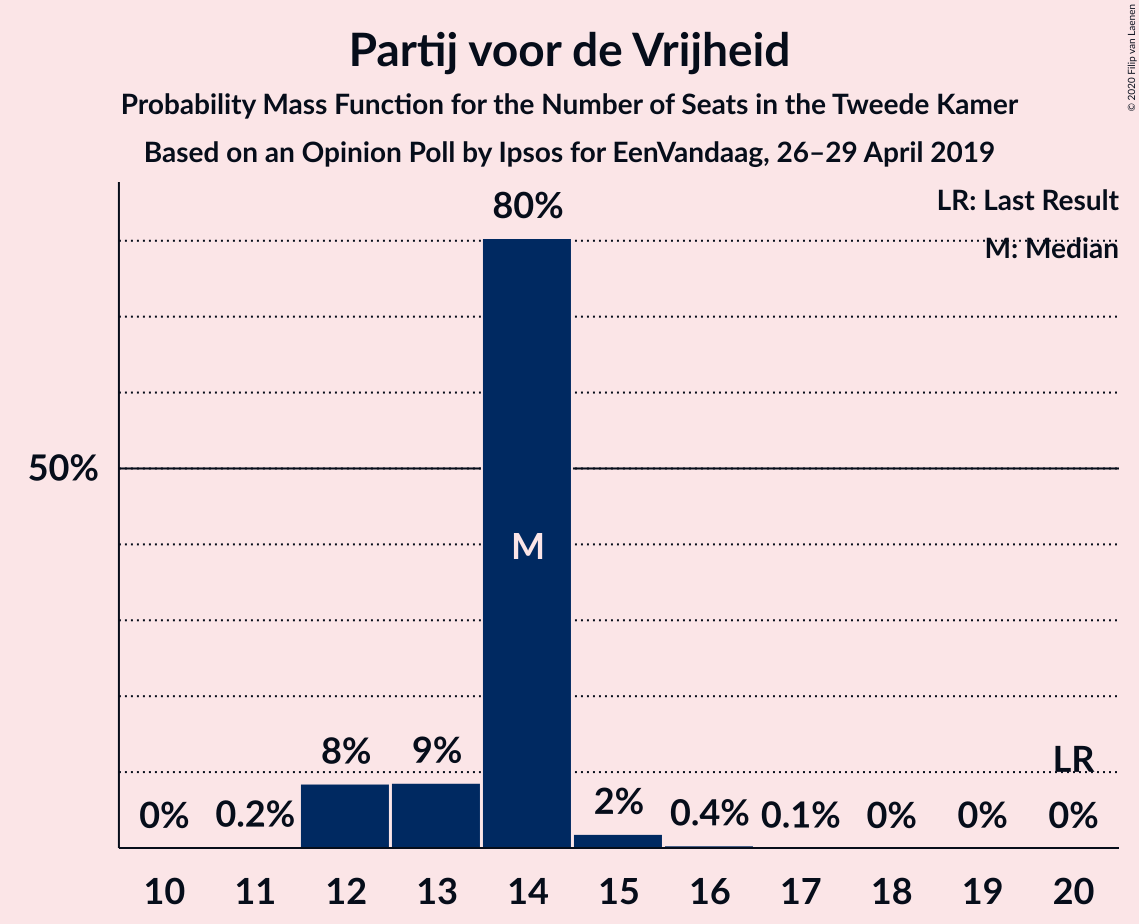 Partij voor de Vrijheid
Probability Mass Function for the Number of Seats in the Tweede Kamer
Based on an Opinion Poll by Ipsos for EenVandaag, 26–29 April 2019
© 2020 Filip van Laenen
LR: Last Result
M: Median
80%
50%
M
8%
9%
LR
0%
0.2%
2%
0.4%
0.1%
0%
0%
0%
10
11
12
13
14
15
16
17
18
19
20